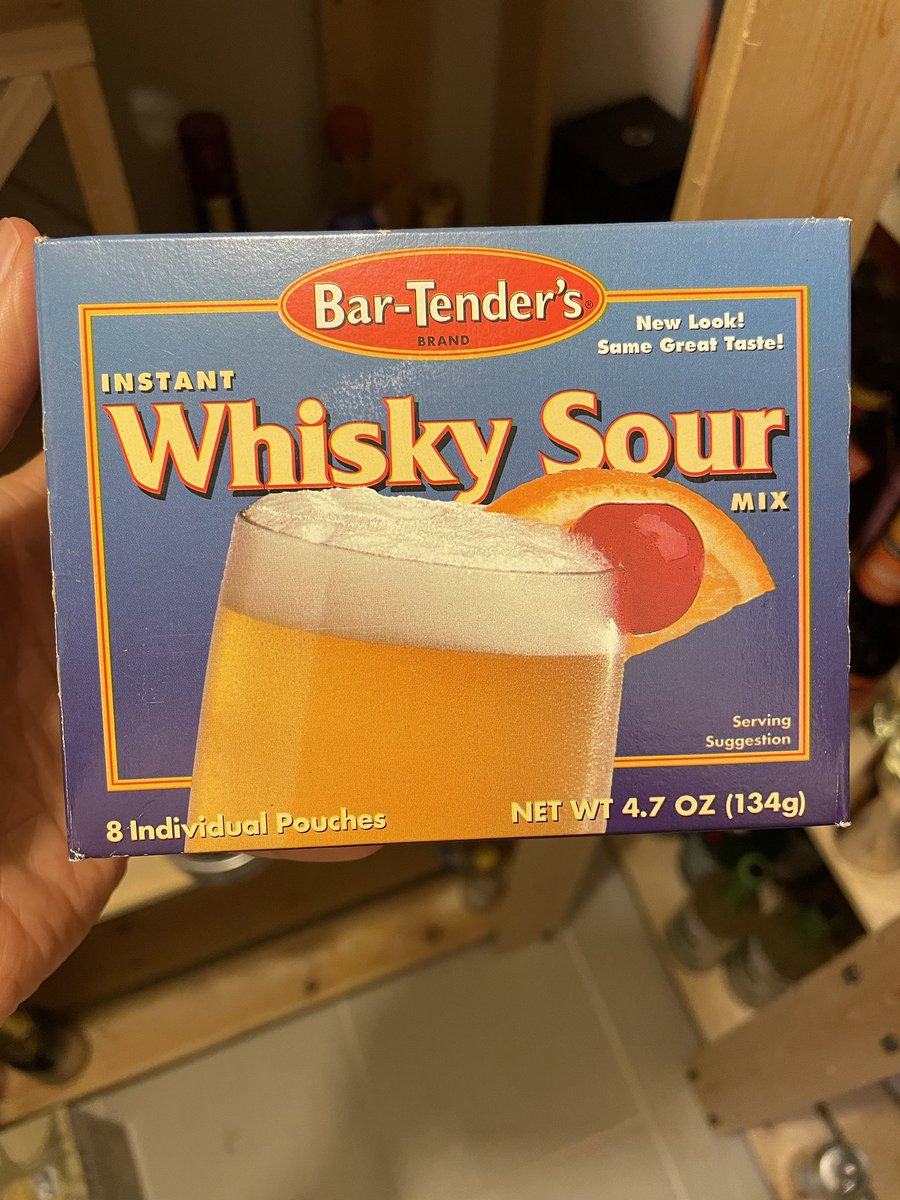 Bar-Tender's®
BRAND
New Look!
Same Great Taste!
INSTANT
Whisky Sour
MIX
Serving
Suggestion
8 Individual Pouches
NET WT 4.7 OZ (134g)